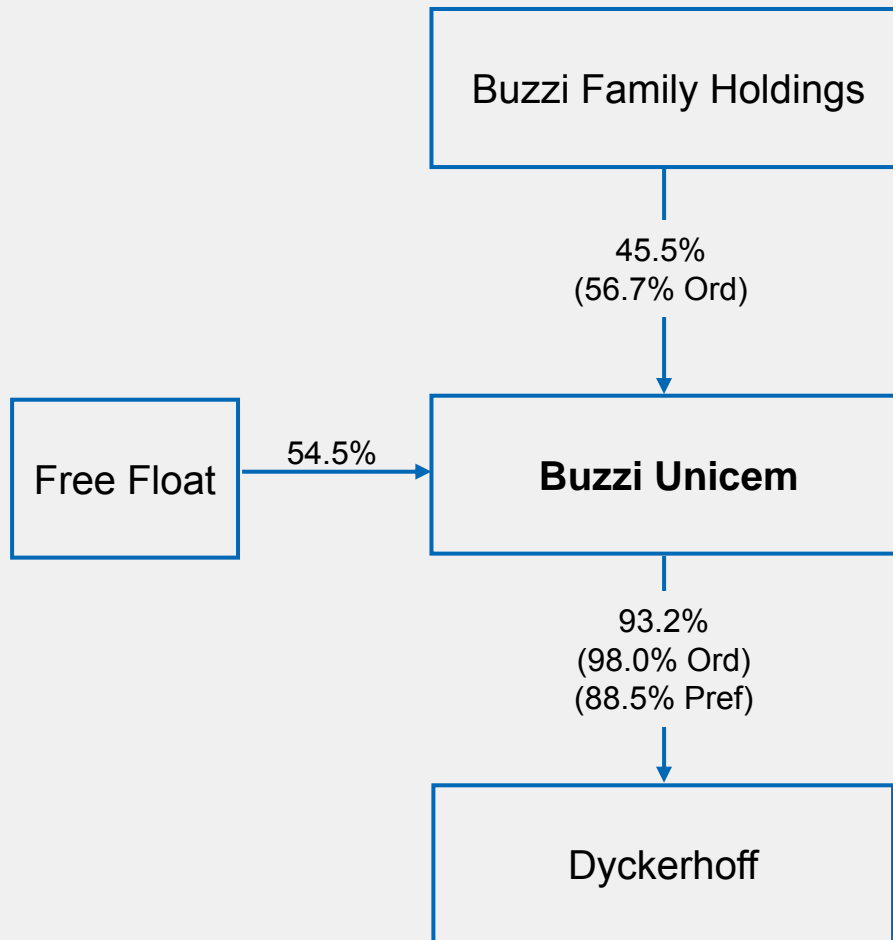 Buzzi Family Holdings
45.5%
(56.7% Ord)
Free Float
54.5%
Buzzi Unicem
93.2%
(98.0% Ord)
(88.5% Pref)
Dyckerhoff